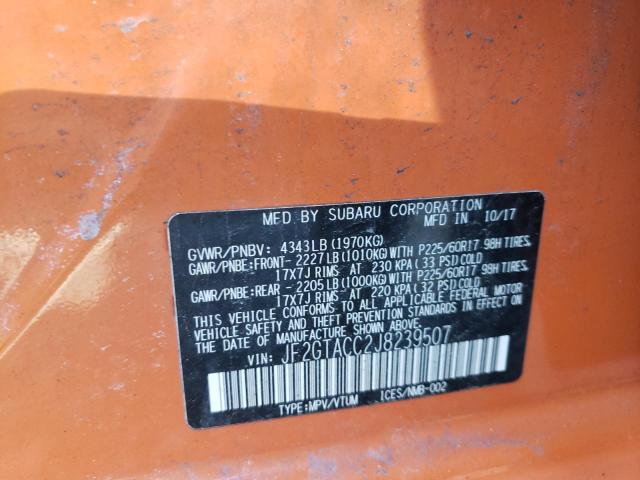 MFD BY SUBARU CORPORATION
GVWR/PNBV: 4343LB(1970KG) DATE: ASS'Y. IN 10/17
GAWR/PNBE:FRONT- 2227LB(1010KG)WITH P225/60R17 98H TIRES.
17X7J RIMS AT 230 KPA (33 PSI)COLD
GAWR/PNBE:REAR - 2205LB(1000KG)WITH P225/60R17 98H TIRES.
17X7J RIMS AT 220 KPA (32 PSI)COLD
THIS VEHICLE CONFORMS TO ALL APPLICABLE FEDERAL MOTOR
VEHICLE SAFETY AND BUMPER STANDARDS IN EFFECT ON
THE DATE OF MANUFACTURE SHOWN ABOVE.
VIN: JF2GTACC2J8239507
TYPE:MPV/VTUM ICES/NMB-002